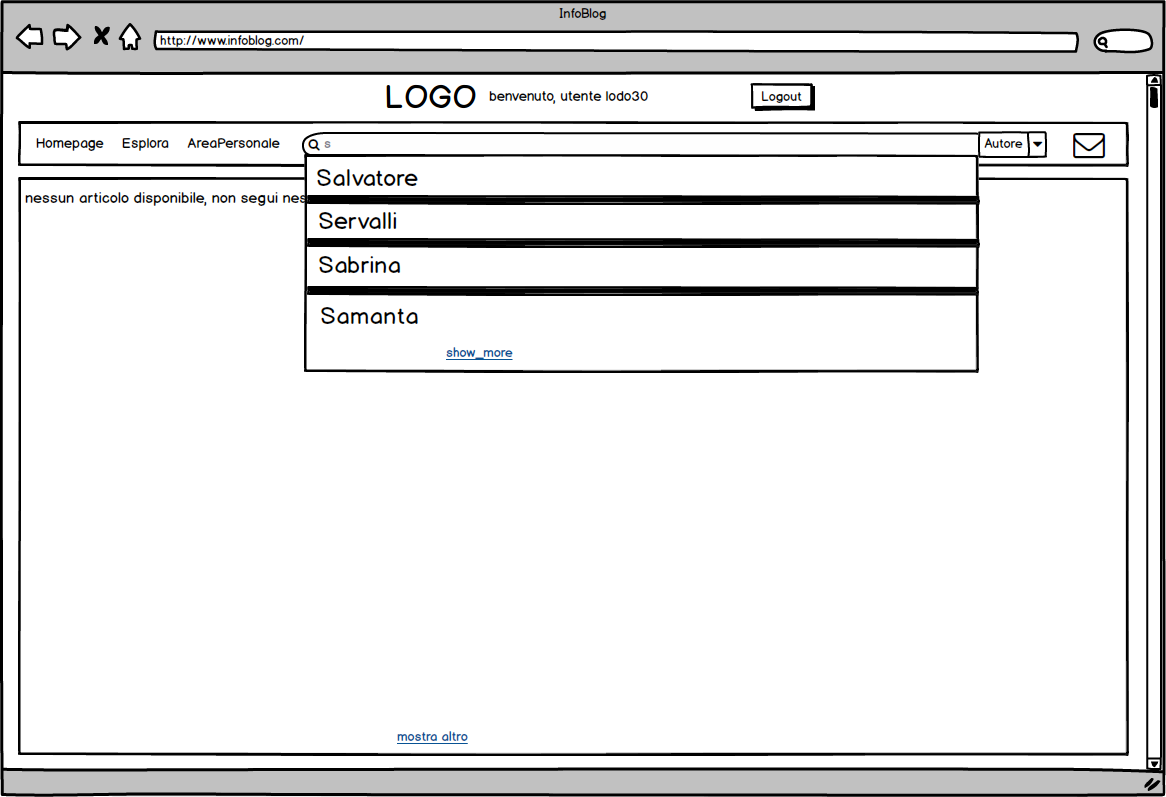 InfoBlog
http://www.infoblog.com/
LOGO benvenuto, utente lodo30 Logout
Homepage Esplora AreaPersonale s Autore
Salvatore
nessun articolo disponibile, non segui nes
Servalli
Sabrina
Samanta
show_more
mostra altro